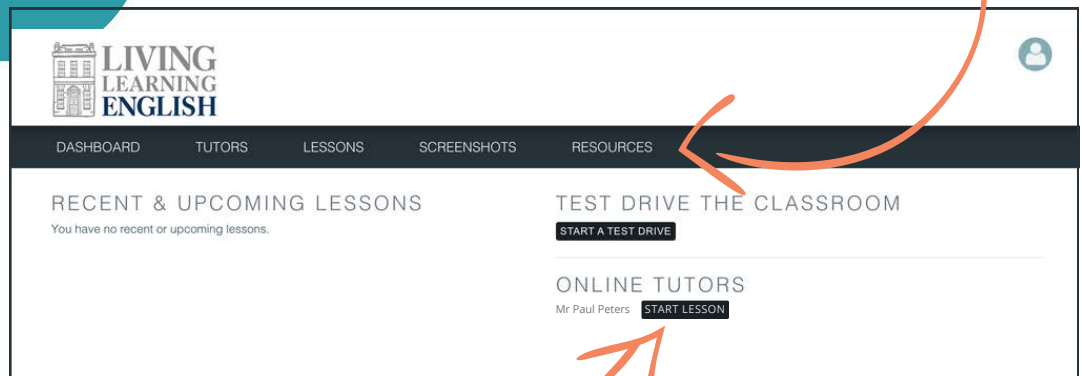 LIVING
LEARNING
ENGLISH
DASHBOARD TUTORS LESSONS SCREENSHOTS RESOURCES
RECENT & UPCOMING LESSONS
You have no recent or upcoming lessons.
TEST DRIVE THE CLASSROOM
START A TEST DRIVE
ONLINE TUTORS
Mr Paul Peters START LESSON